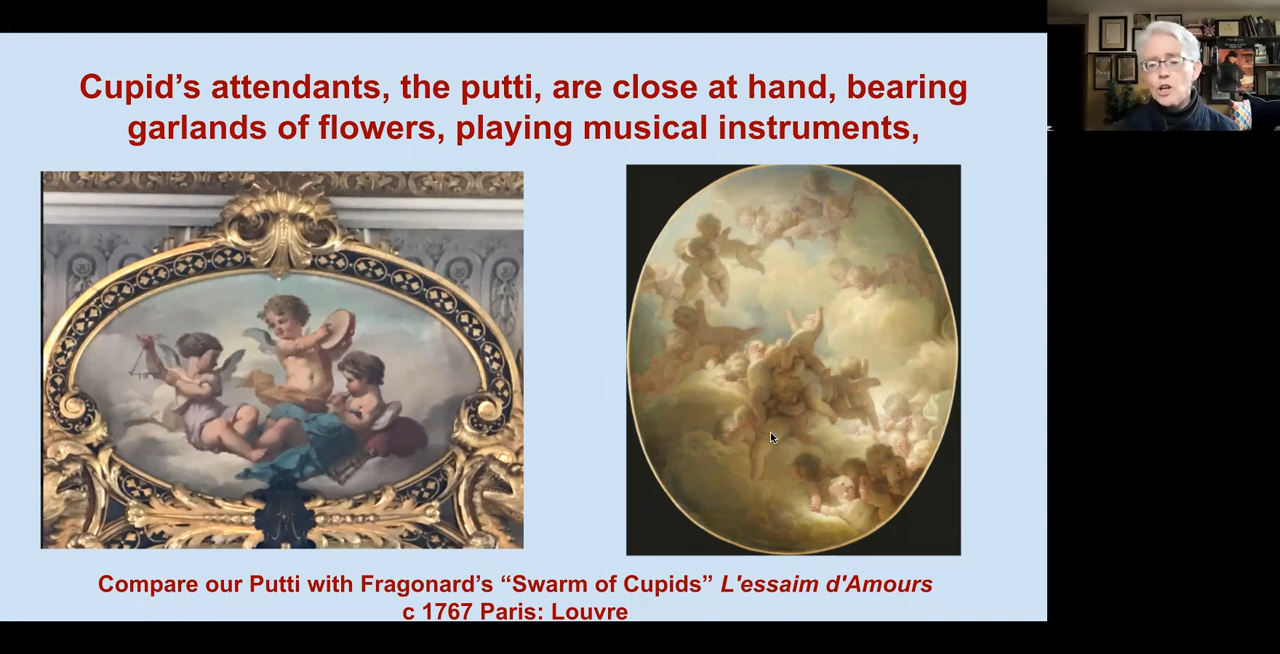 Cupid’s attendants, the putti, are close at hand, bearing
garlands of flowers, playing musical instruments,
Compare our Putti with Fragonard’s “Swarm of Cupids” L'essaim d'Amours
c 1767 Paris: Louvre